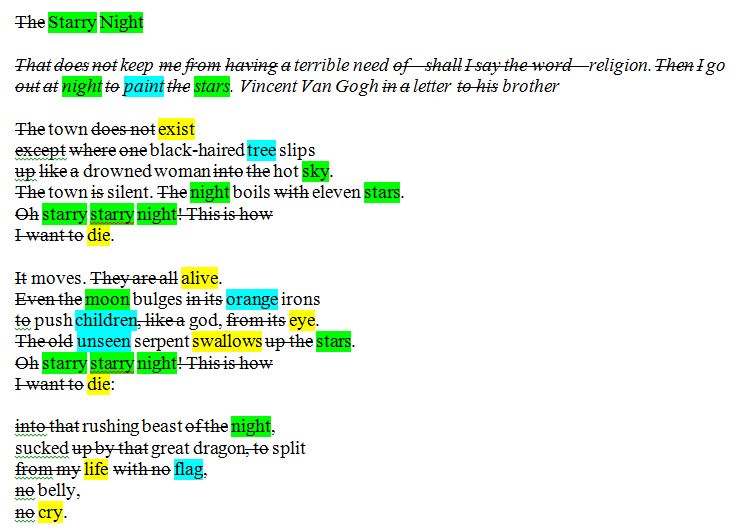 The Starry Night
That does not keep me from having a terrible need of—shall I say the word—religion. Then I go
out at night to paint the stars. Vincent Van Gogh in a letter to his brother
The town does not exist
except where one black-haired tree slips
up like a drowned woman into the hot sky.
The town is silent. The night boils with eleven stars.
Oh starry starry night! This is how
I want to die.
It moves. They are all alive.
Even the moon bulges in its orange irons
to push children, like a god, from its eye.
The old unseen serpent swallows up the stars.
Oh starry starry night! This is how
I want to die:
into that rushing beast of the night,
sucked up by that great dragon, to split
from my life with no flag,
no belly,
no cry.